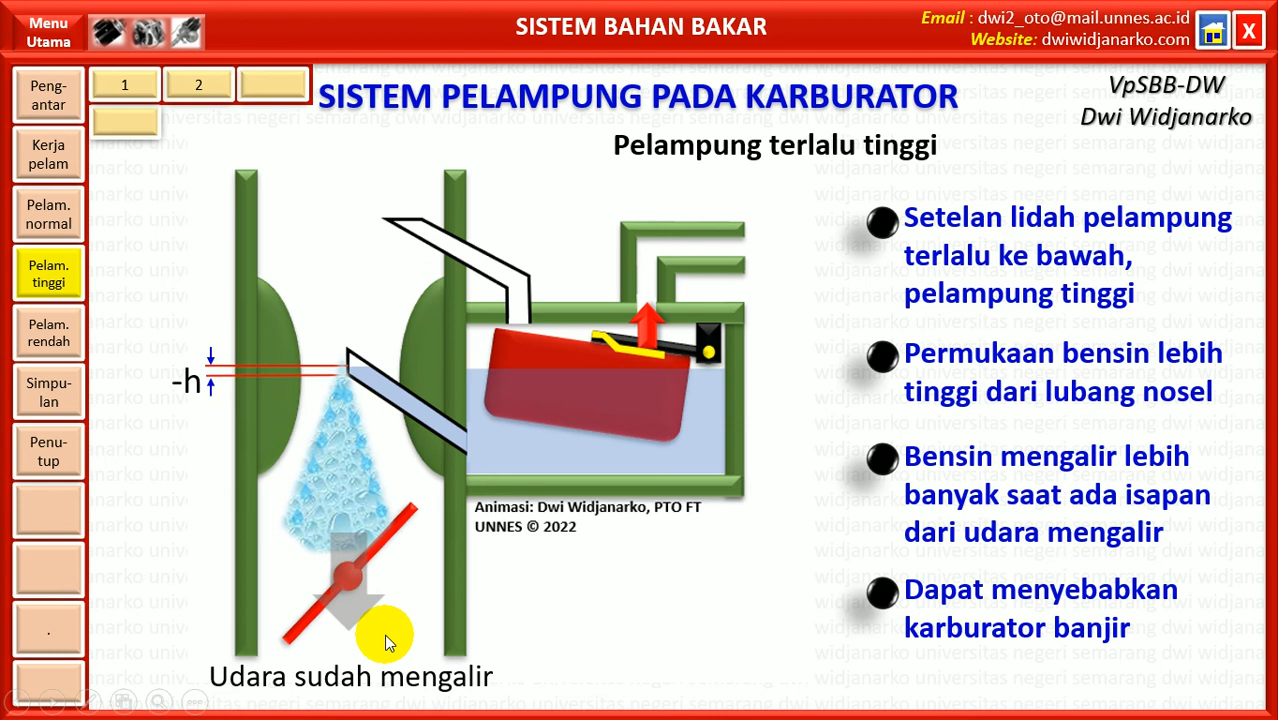 Menu
Utama
SISTEM BAHAN BAKAR
Email : dwi2_oto@mail.unnes.ac.id
Website: dwiwidjanarko.com
X
Peng-
antar
Kerja
pelam
Pelam.
normal
Pelam.
tinggi
Pelam.
rendah
Simpu-
lan
Penu-
tup
.
1
2
SISTEM PELAMPUNG PADA KARBURATOR
VpSBB-DW
Dwi Widjanarko
Pelampung terlalu tinggi
-h
Animasi: Dwi Widjanarko, PTO FT
UNNES © 2022
Udara sudah mengalir
Setelan lidah pelampung
terlalu ke bawah,
pelampung tinggi
Permukaan bensin lebih
tinggi dari lubang nosel
Bensin mengalir lebih
banyak saat ada isapan
dari udara mengalir
Dapat menyebabkan
karburator banjir